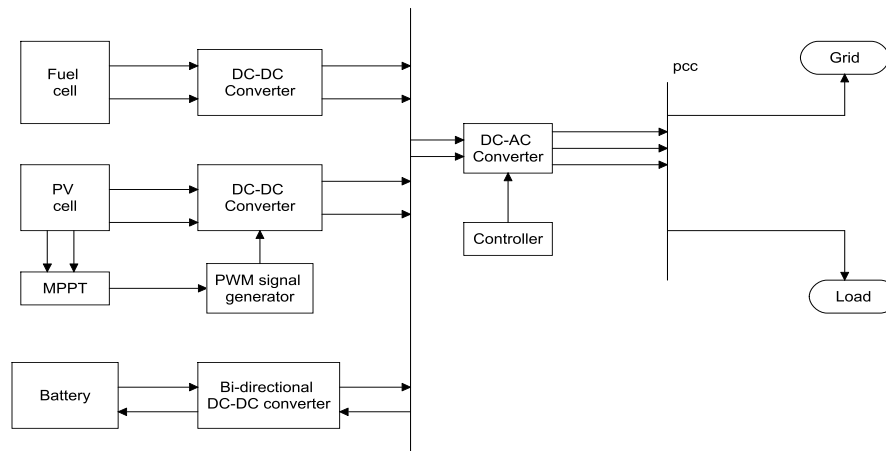 Fuel
cell
DC-DC
Converter
pcc
Grid
DC-AC
Converter
PV
cell
DC-DC
Converter
Controller
MPPT
PWM signal
generator
Load
Battery
Bi-directional
DC-DC converter